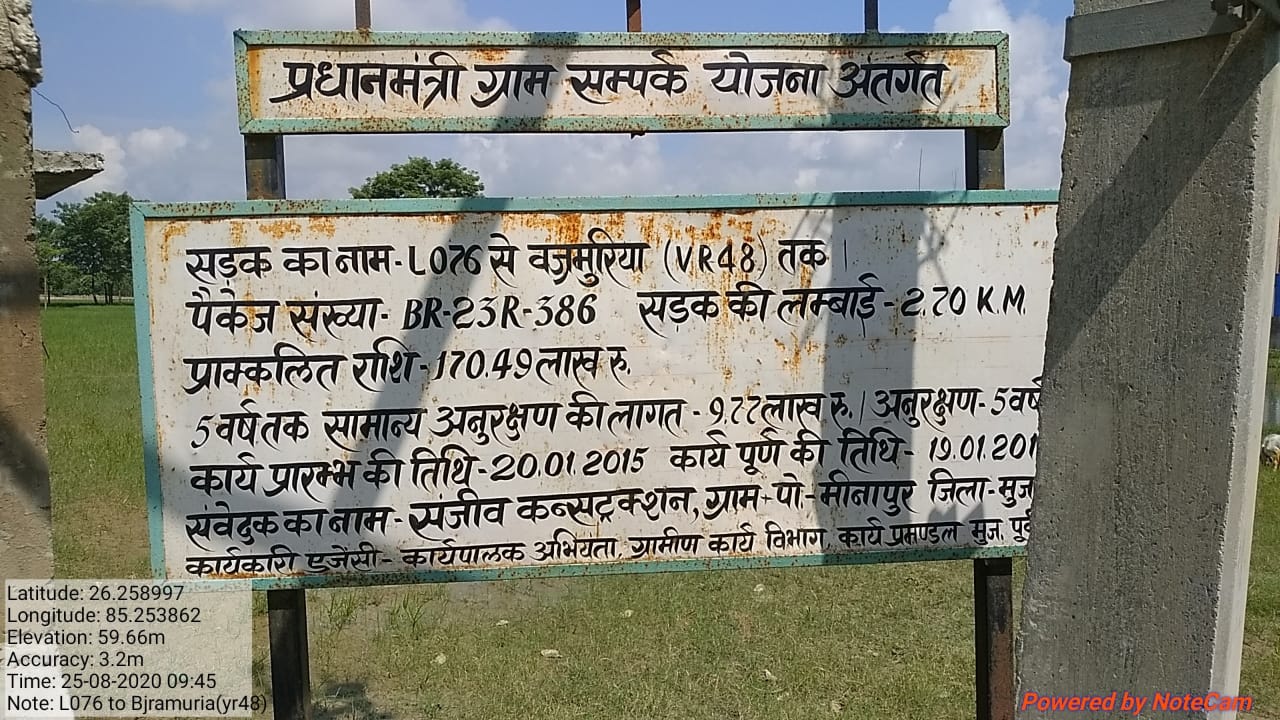 प्रधानमंत्री ग्राम सम्पर्क योजना अंतर्गत
सड़क का नाम-L076 से वज्रमुरिया (VR48) तक।
पैकेज संख्या- BR-23R-386 सड़क की लम्बाई - 2.70 K.M.
प्राक्कलित राशि-170.49 लाख रु.
5 वर्ष तक सामान्य अनुरक्षण की लागत - 9.77 लाख रु. / अनुरक्षण- 5 वर्ष
कार्य प्रारम्भ की तिथि-20.01.2015 कार्य पूर्ण की तिथि- 19.01.201
संवेदक का नाम- संजीव कन्सट्रक्शन, ग्राम+पो-मीनापुर जिला-मुज
कार्यकारी एजेंसी- कार्यपालक अभियंता, ग्रामीण कार्य विभाग, कार्य प्रमण्डल मुज. पूर्व
Latitude: 26.258997
Longitude: 85.253862
Elevation: 59.66m
Accuracy: 3.2m
Time: 25-08-2020 09:45
Note: L076 to Bjramuria(yr48)
Powered by NoteCam